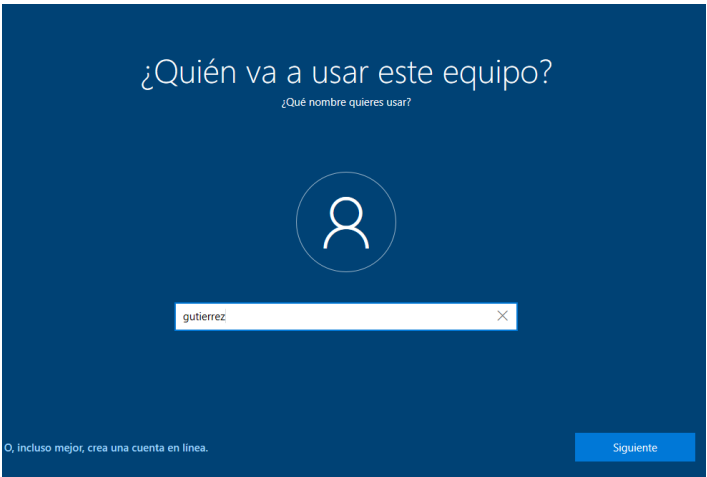 ¿Quién va a usar este equipo?
¿Qué nombre quieres usar?
gutierrez
O, incluso mejor, crea una cuenta en línea.
Siguiente